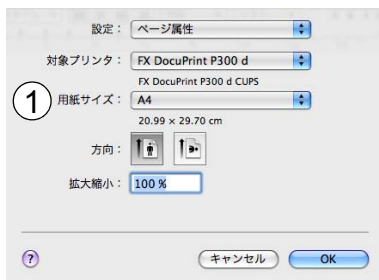 設定： ページ属性
対象プリンタ： FX DocuPrint P300 d
FX DocuPrint P300 d CUPS
① 用紙サイズ： A4
20.99 × 29.70 cm
方向：
拡大縮小： 100 %
? キャンセル OK